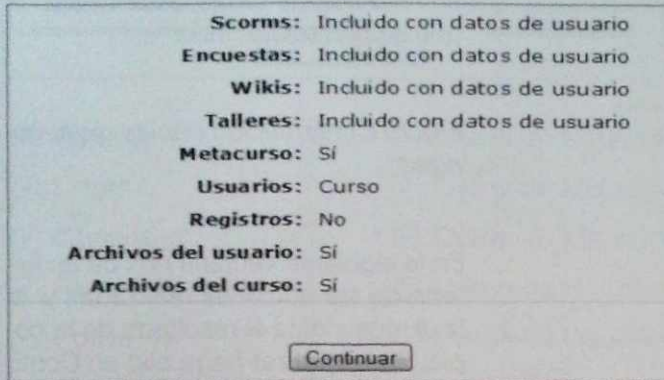 Scorms: Incluido con datos de usuario
Encuestas: Incluido con datos de usuario
Wikis: Incluido con datos de usuario
Talleres: Incluido con datos de usuario
Metacurso: Sí
Usuarios: Curso
Registros: No
Archivos del usuario: Sí
Archivos del curso: Sí
Continuar